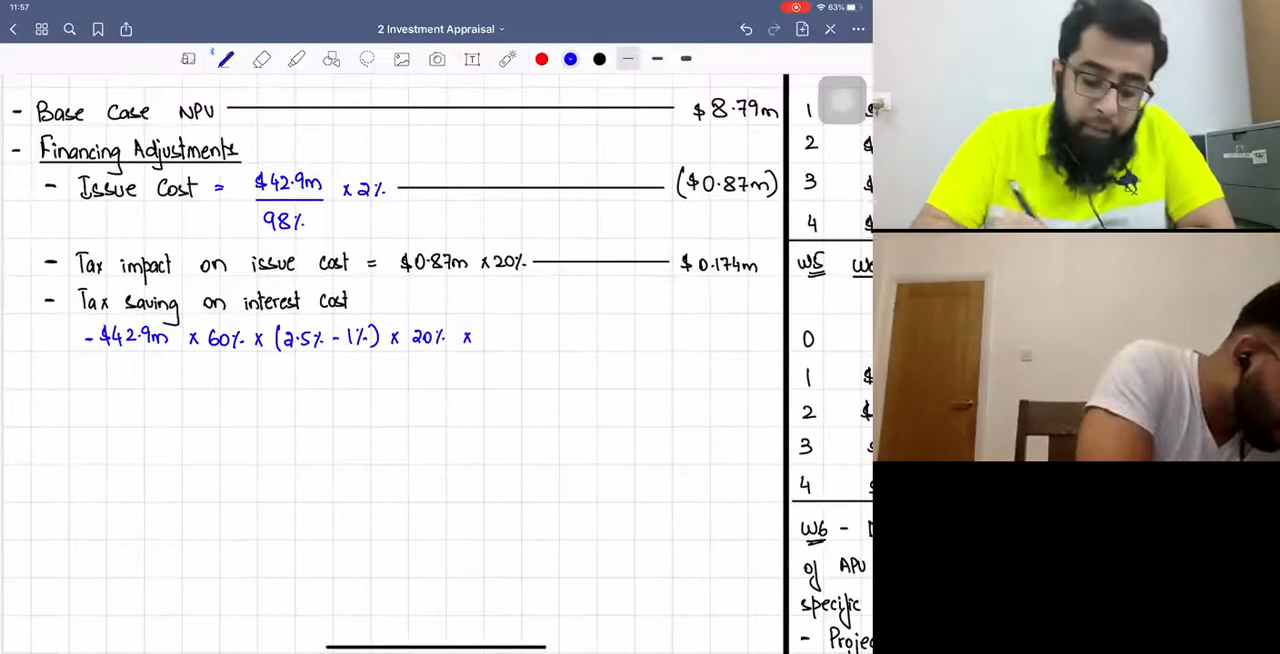 11:57
63%
2 Investment Appraisal
- Base Case NPV $8.79m
- Financing Adjustments
- Issue Cost = $42.9m × 2% ($0.87m)
98%
- Tax impact on issue cost = $0.87m × 20% $0.174m
- Tax saving on interest cost
- $42.9m × 60% × (2.5% - 1%) × 20% ×
1 $
2 $
3 $
4 $
W5
0
1 $
2 $
3
4
W6 -
of APV
specific
- Projec